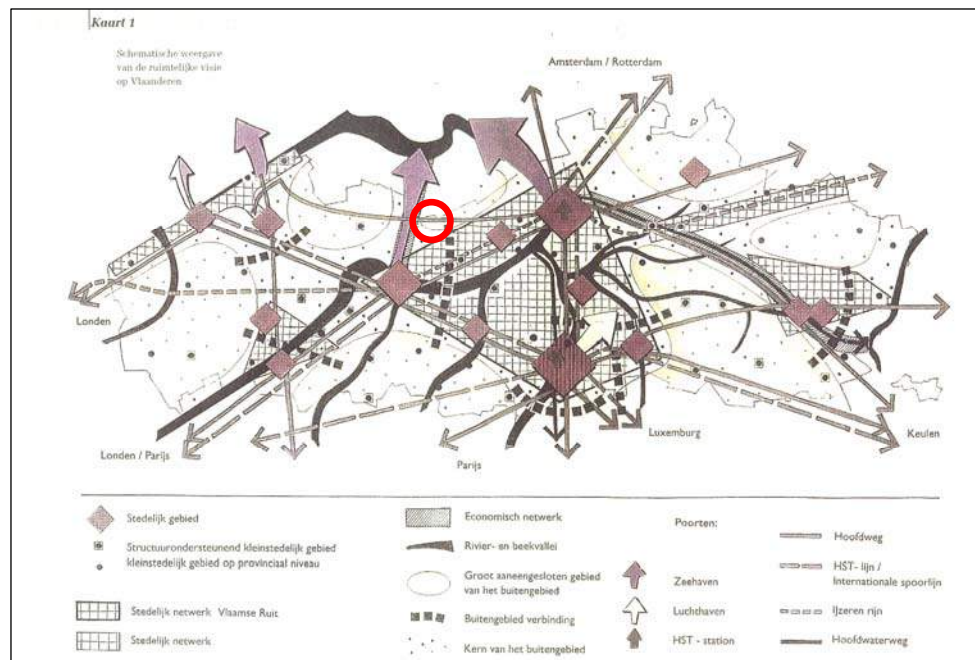 Kaart 1
Schematische weergave
van de ruimtelijke visie
op Vlaanderen
Amsterdam / Rotterdam
Londen
Londen / Parijs
Parijs
Luxemburg
Keulen
Stedelijk gebied
Structuurondersteunend kleinstedelijk gebied
kleinstedelijk gebied op provinciaal niveau
Stedelijk netwerk Vlaamse Ruit
Stedelijk netwerk
Economisch netwerk
Rivier- en beekvallei
Groot aaneengesloten gebied
van het buitengebied
Buitengebied verbinding
Kern van het buitengebied
Poorten:
Zeehaven
Luchthaven
HST - station
Hoofdweg
HST- lijn /
Internationale spoorlijn
IJzeren rijn
Hoofdwaterweg